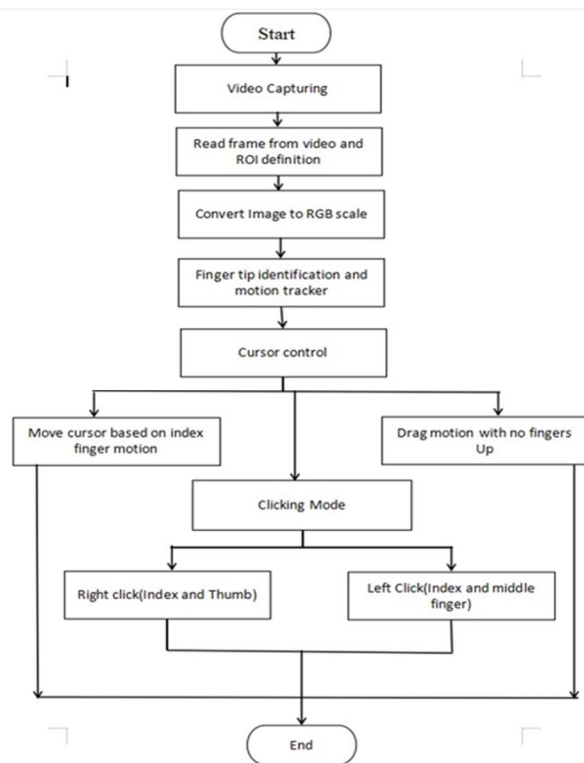 Start
Video Capturing
Read frame from video and
ROI definition
Convert Image to RGB scale
Finger tip identification and
motion tracker
Cursor control
Move cursor based on index
finger motion
Drag motion with no fingers
Up
Clicking Mode
Right click(Index and Thumb)
Left Click(Index and middle
finger)
End